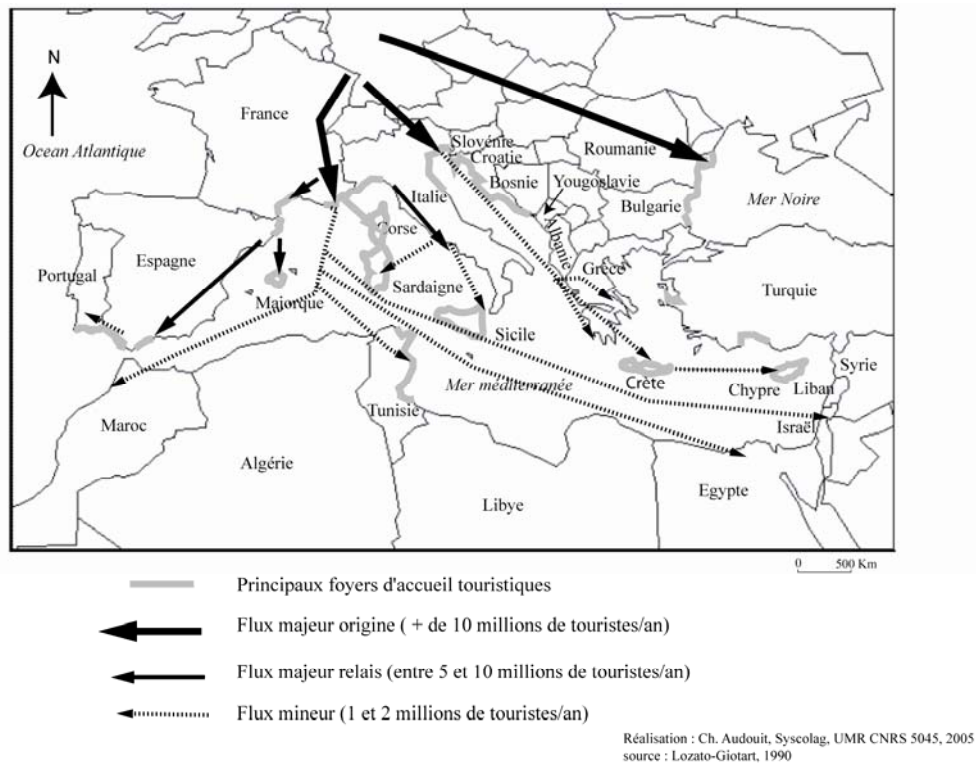 N
France
Ocean Atlantique
Slovénie
Croatie
Roumanie
Bosnie
Yougoslavie
Italie
Mer Noire
Bulgarie
Corse
Albanie
Portugal
Espagne
Grèce
Turquie
Majorque
Sardaigne
Sicile
Syrie
Crète
Mer méditerranée
Chypre
Liban
Tunisie
Israël
Maroc
Algérie
Egypte
Libye
0 500 Km
Principaux foyers d'accueil touristiques
Flux majeur origine ( + de 10 millions de touristes/an)
Flux majeur relais (entre 5 et 10 millions de touristes/an)
Flux mineur (1 et 2 millions de touristes/an)
Réalisation : Ch. Audouit, Syscolag, UMR CNRS 5045, 2005
source : Lozato-Giotart, 1990